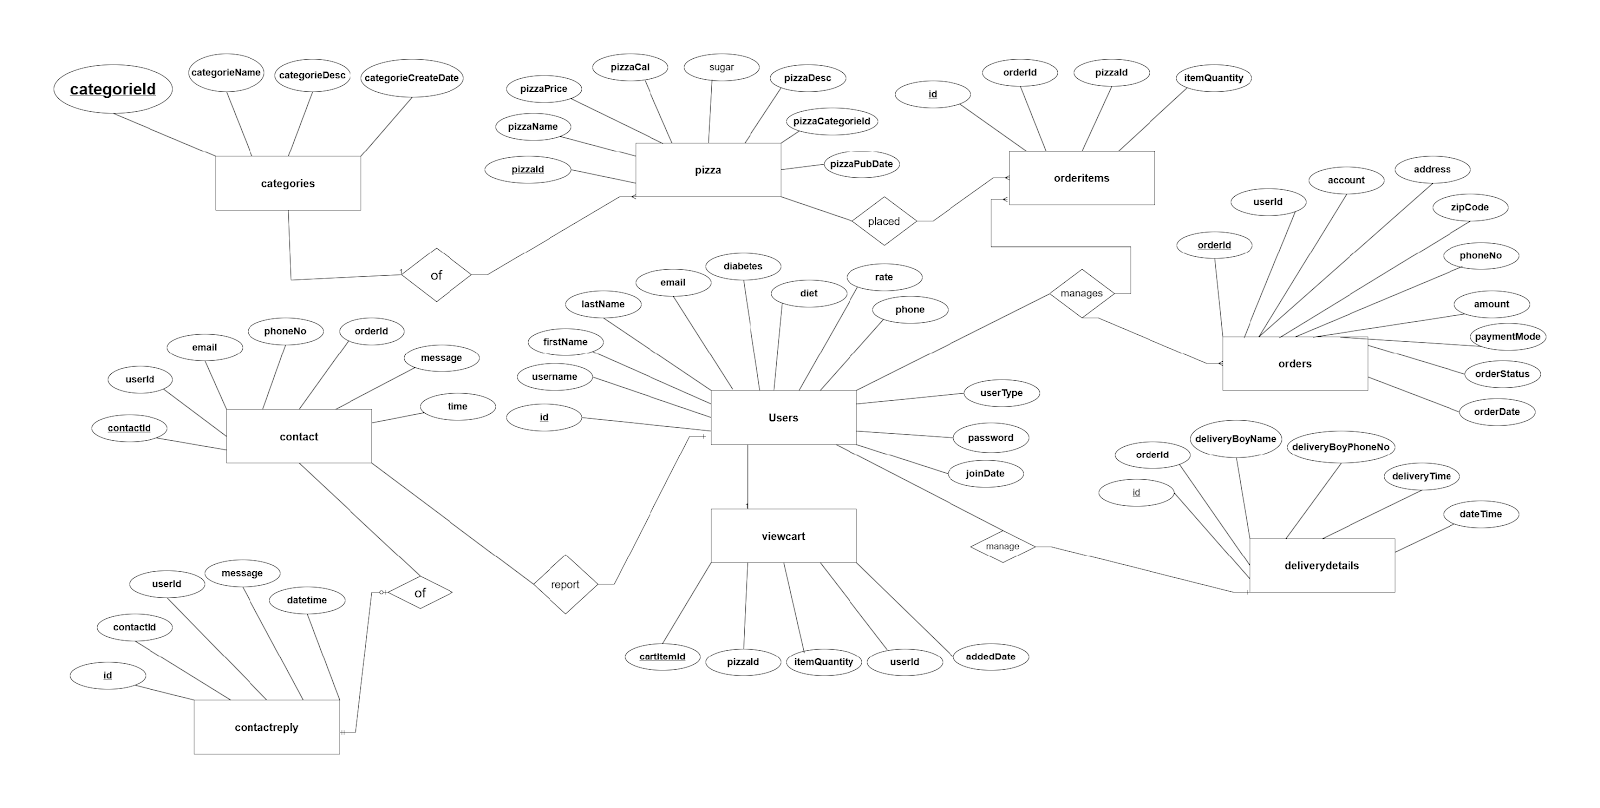 categorieId
categorieName
categorieDesc
categorieCreateDate
categories
of
pizzaCal
sugar
pizzaDesc
pizzaPrice
pizzaName
pizzaCategorieId
pizzaId
pizzaPubDate
pizza
placed
orderId
pizzaId
itemQuantity
id
orderitems
account
address
userId
zipCode
orderId
phoneNo
amount
paymentMode
orderStatus
orderDate
orders
manages
diabetes
email
diet
rate
lastName
phone
firstName
username
id
Users
userType
password
joinDate
phoneNo
orderId
email
message
userId
time
contactId
contact
report
viewcart
cartItemId
pizzaId
itemQuantity
userId
addedDate
manage
deliveryBoyName
deliveryBoyPhoneNo
orderId
deliveryTime
id
dateTime
deliverydetails
of
userId
message
datetime
contactId
id
contactreply